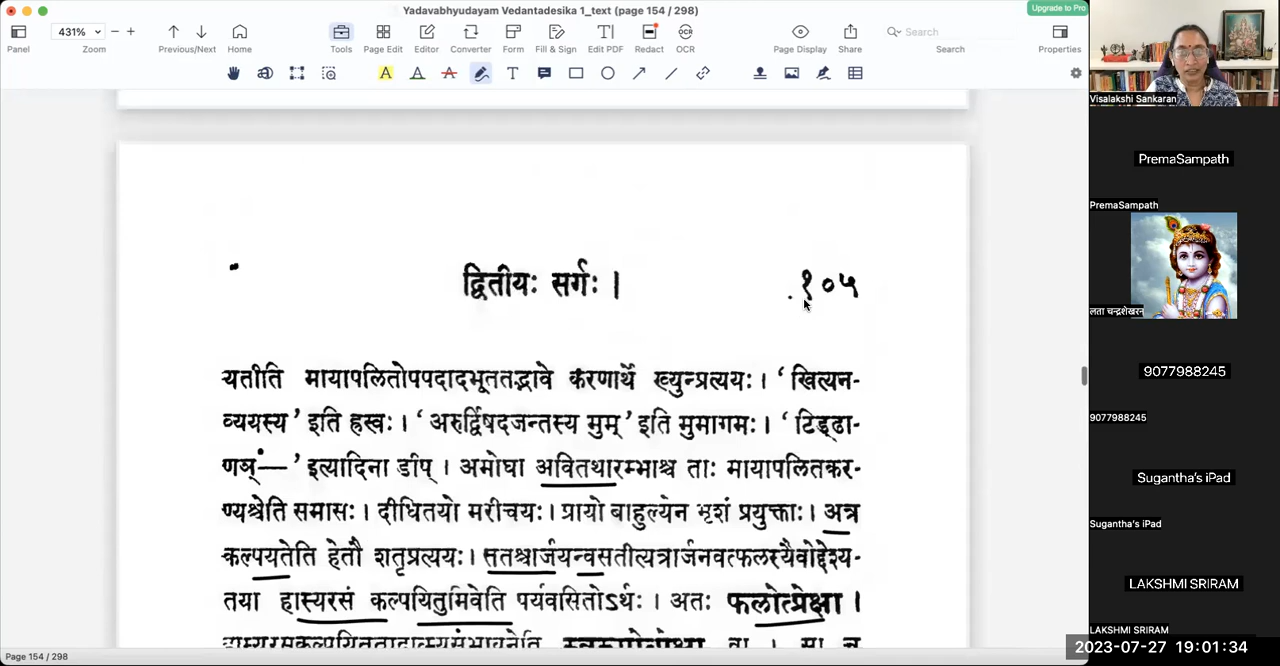 Yadavabhyudayam Vedantadesika 1_text (page 154 / 298)
Upgrade to Pro
431%
Panel
Zoom
Previous/Next
Home
Tools
Page Edit
Editor
Converter
Form
Fill & Sign
Edit PDF
Redact
OCR
Page Display
Share
Search
Search
Properties
द्वितीयः सर्गः ।
१०५
यतीति मायापलितोपपदादभूततद्भावे करणार्थे ख्युन्प्रत्ययः । ‘ खित्यन-
व्ययस्य ’ इति ह्रस्वः । ‘ अरुर्द्विषदजन्तस्य मुम् ’ इति मुमागमः । ‘ टिड्ढा-
णञ्— ’ इत्यादिना ङीप् । अमोघा अवितथारम्भाश्च ताः मायापलितकर-
ण्यश्चेति समासः । दीधितयो मरीचयः । प्रायो बाहुल्येन भृशं प्रयुक्ताः । अत्र
कल्पयतेति हेतौ शतृप्रत्ययः । सतश्चार्जयन्वसतीत्यत्रार्जनवत्फलस्यैवोद्देश्य-
तया हास्यरसं कल्पयितुमिवेति पर्यवसितोऽर्थः । अतः फलोत्प्रेक्षा ।
Page 154 / 298
Visalakshi Sankaran
PremaSampath
PremaSampath
लता चन्द्रशेखरन
9077988245
9077988245
Sugantha's iPad
Sugantha's iPad
LAKSHMI SRIRAM
LAKSHMI SRIRAM
2023-07-27 19:01:34